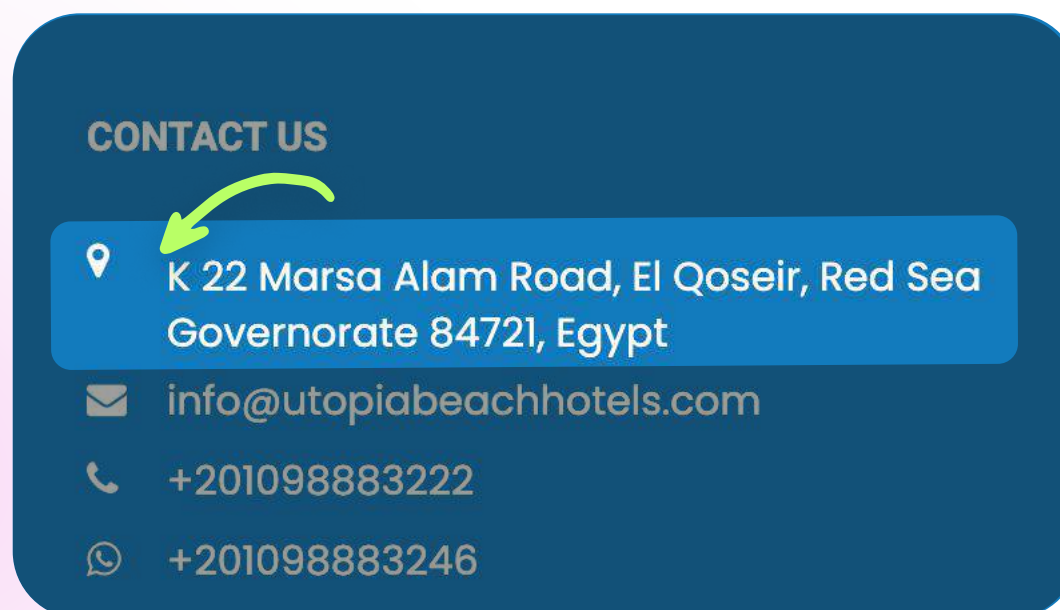 CONTACT US
K 22 Marsa Alam Road, El Qoseir, Red Sea
Governorate 84721, Egypt
info@utopiabeachhotels.com
+201098883222
+201098883246